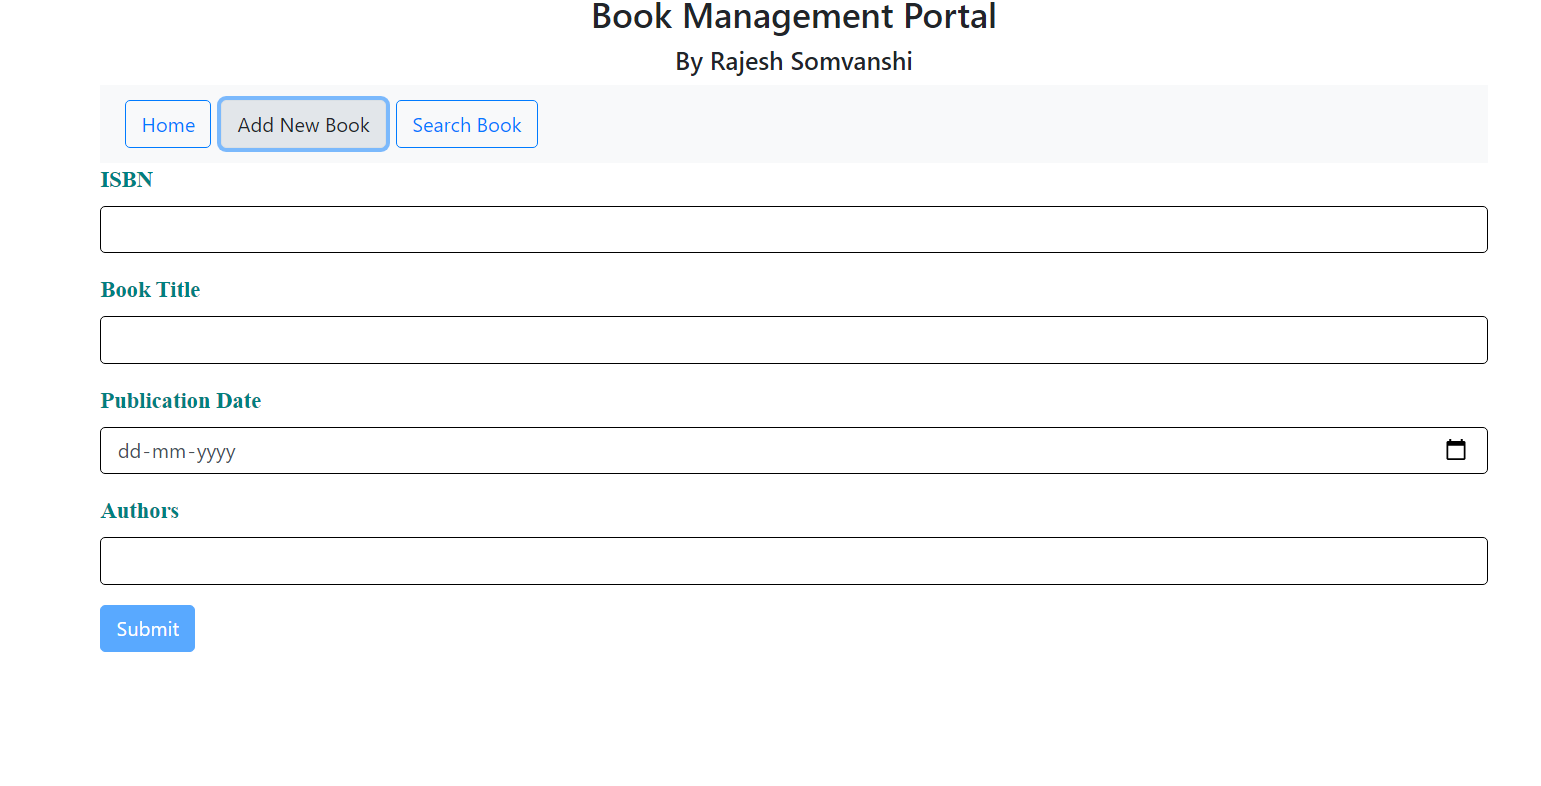 Book Management Portal
By Rajesh Somvanshi
Home Add New Book Search Book
ISBN
Book Title
Publication Date
dd-mm-yyyy
Authors
Submit